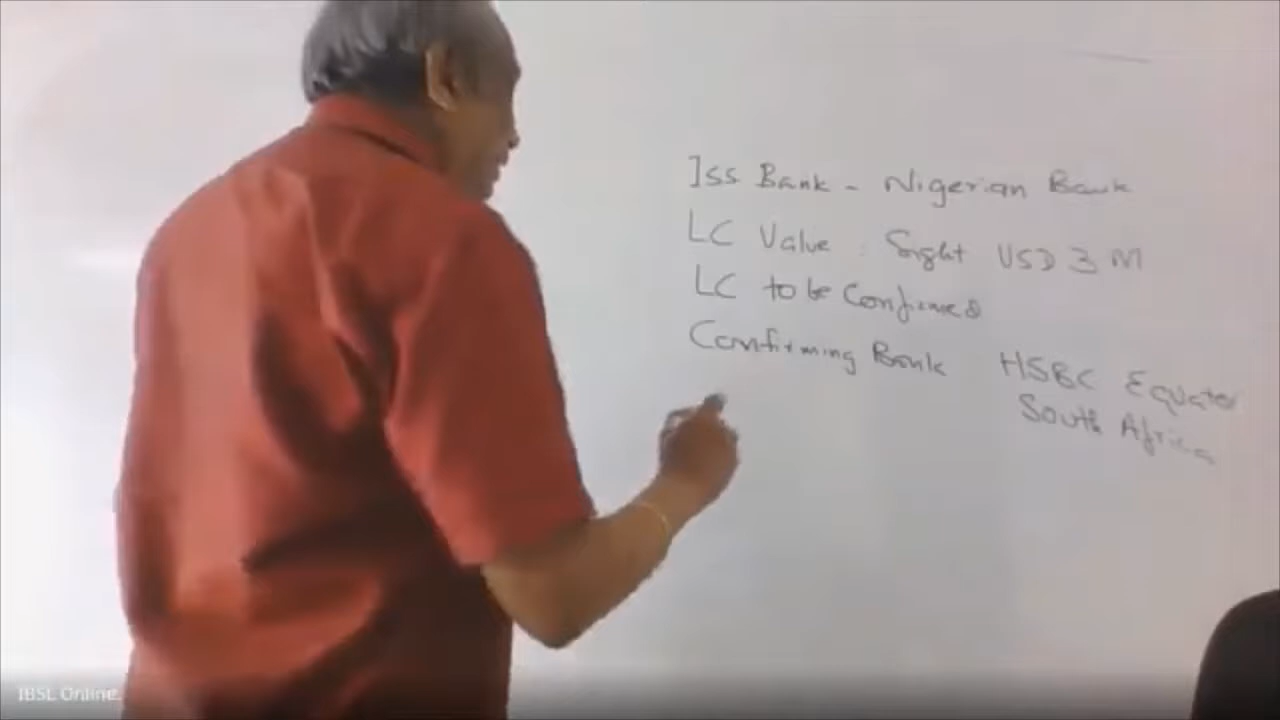 Iss Bank - Nigerian Bank
LC Value : Sight USD 3 M
LC to be Confirmed
Confirming Bank HSBC Equator
South Africa
IBSL Online.